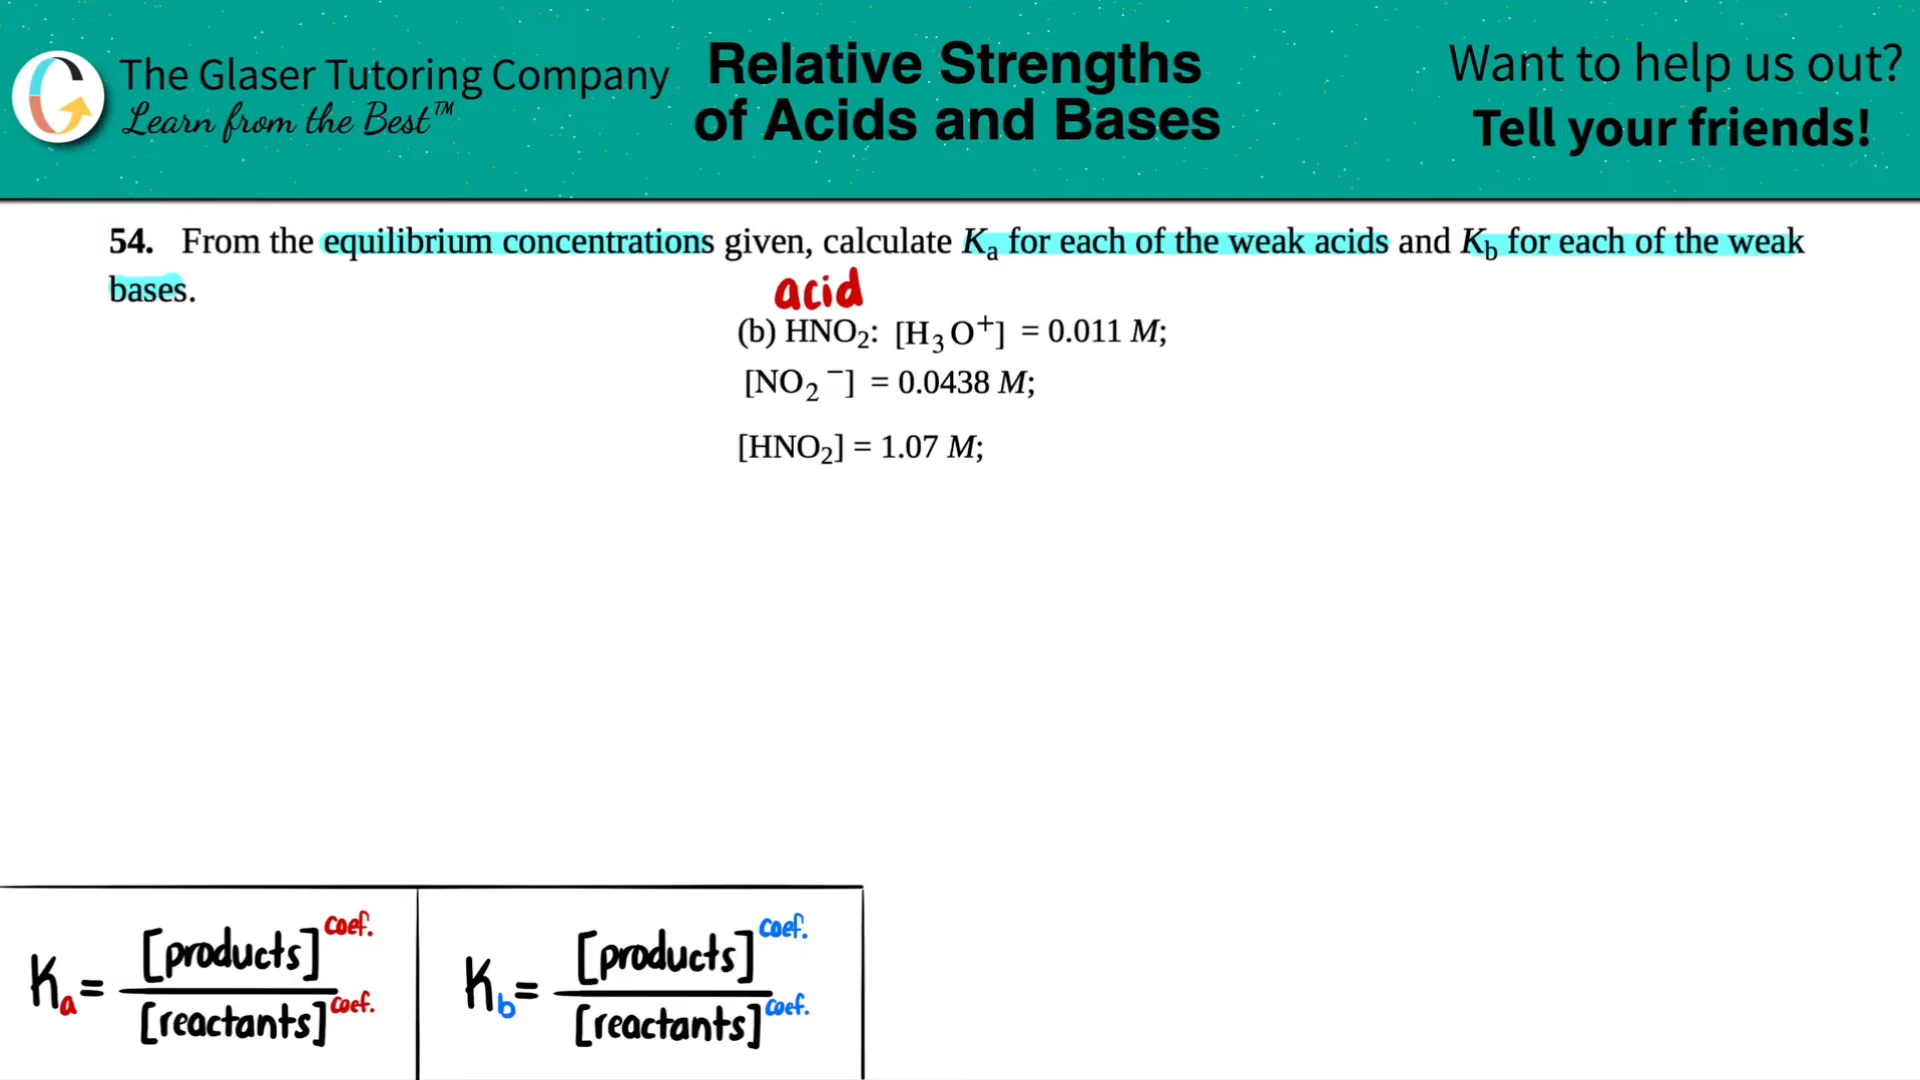 The Glaser Tutoring Company
Learn from the Best™
Relative Strengths
of Acids and Bases
Want to help us out?
Tell your friends!
54. From the equilibrium concentrations given, calculate Kₐ for each of the weak acids and K_b for each of the weak
bases.
acid
(b) HNO₂: [H₃O⁺] = 0.011 M;
[NO₂⁻] = 0.0438 M;
[HNO₂] = 1.07 M;
Kₐ = [products]^coef. / [reactants]^coef.
K_b = [products]^coef. / [reactants]^coef.